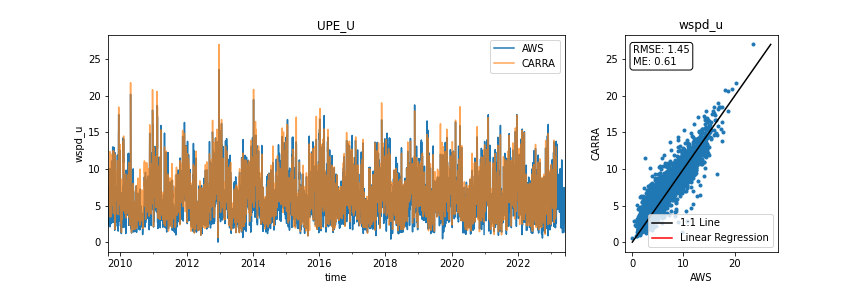 UPE_U
wspd_u
25
20
15
10
5
0
wspd_u
2010
2012
2014
2016
2018
2020
2022
time
AWS
CARRA
RMSE: 1.45
ME: 0.61
25
20
15
10
5
0
CARRA
0
10
20
AWS
1:1 Line
Linear Regression